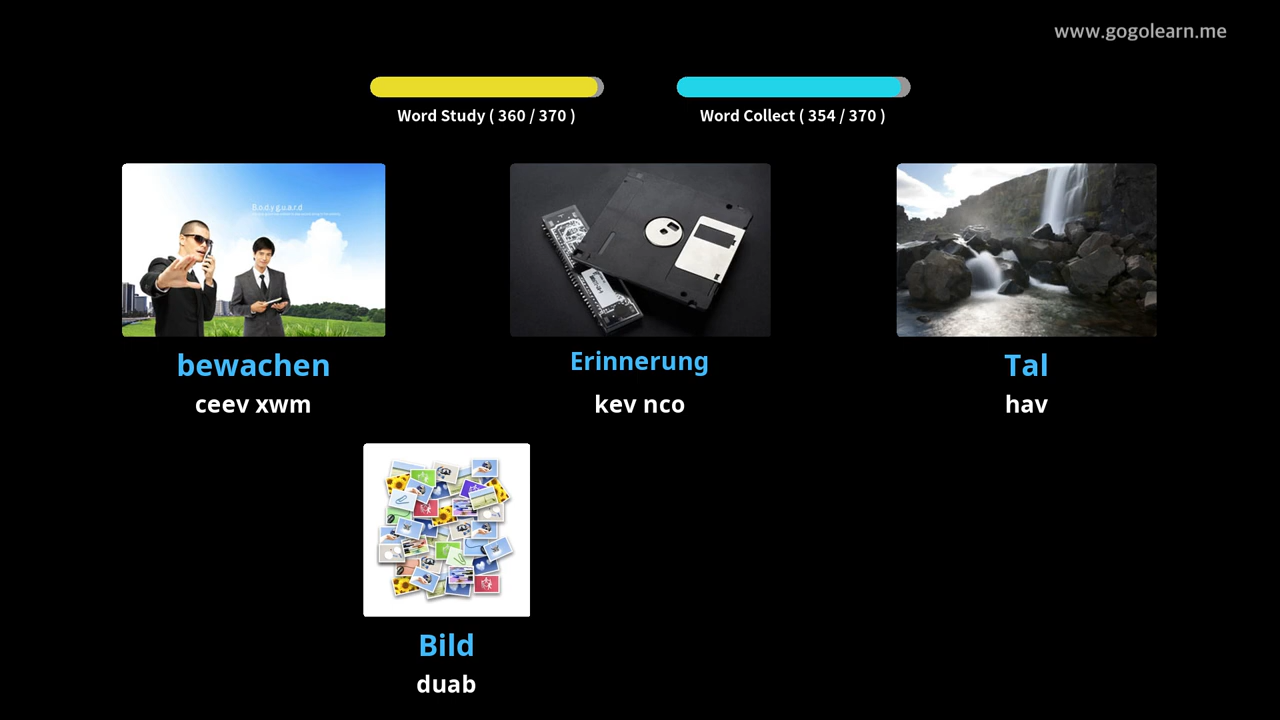 www.gogolearn.me
Word Study ( 360 / 370 )
Word Collect ( 354 / 370 )
Bodyguard
bewachen
ceev xwm
Erinnerung
kev nco
Tal
hav
Bild
duab